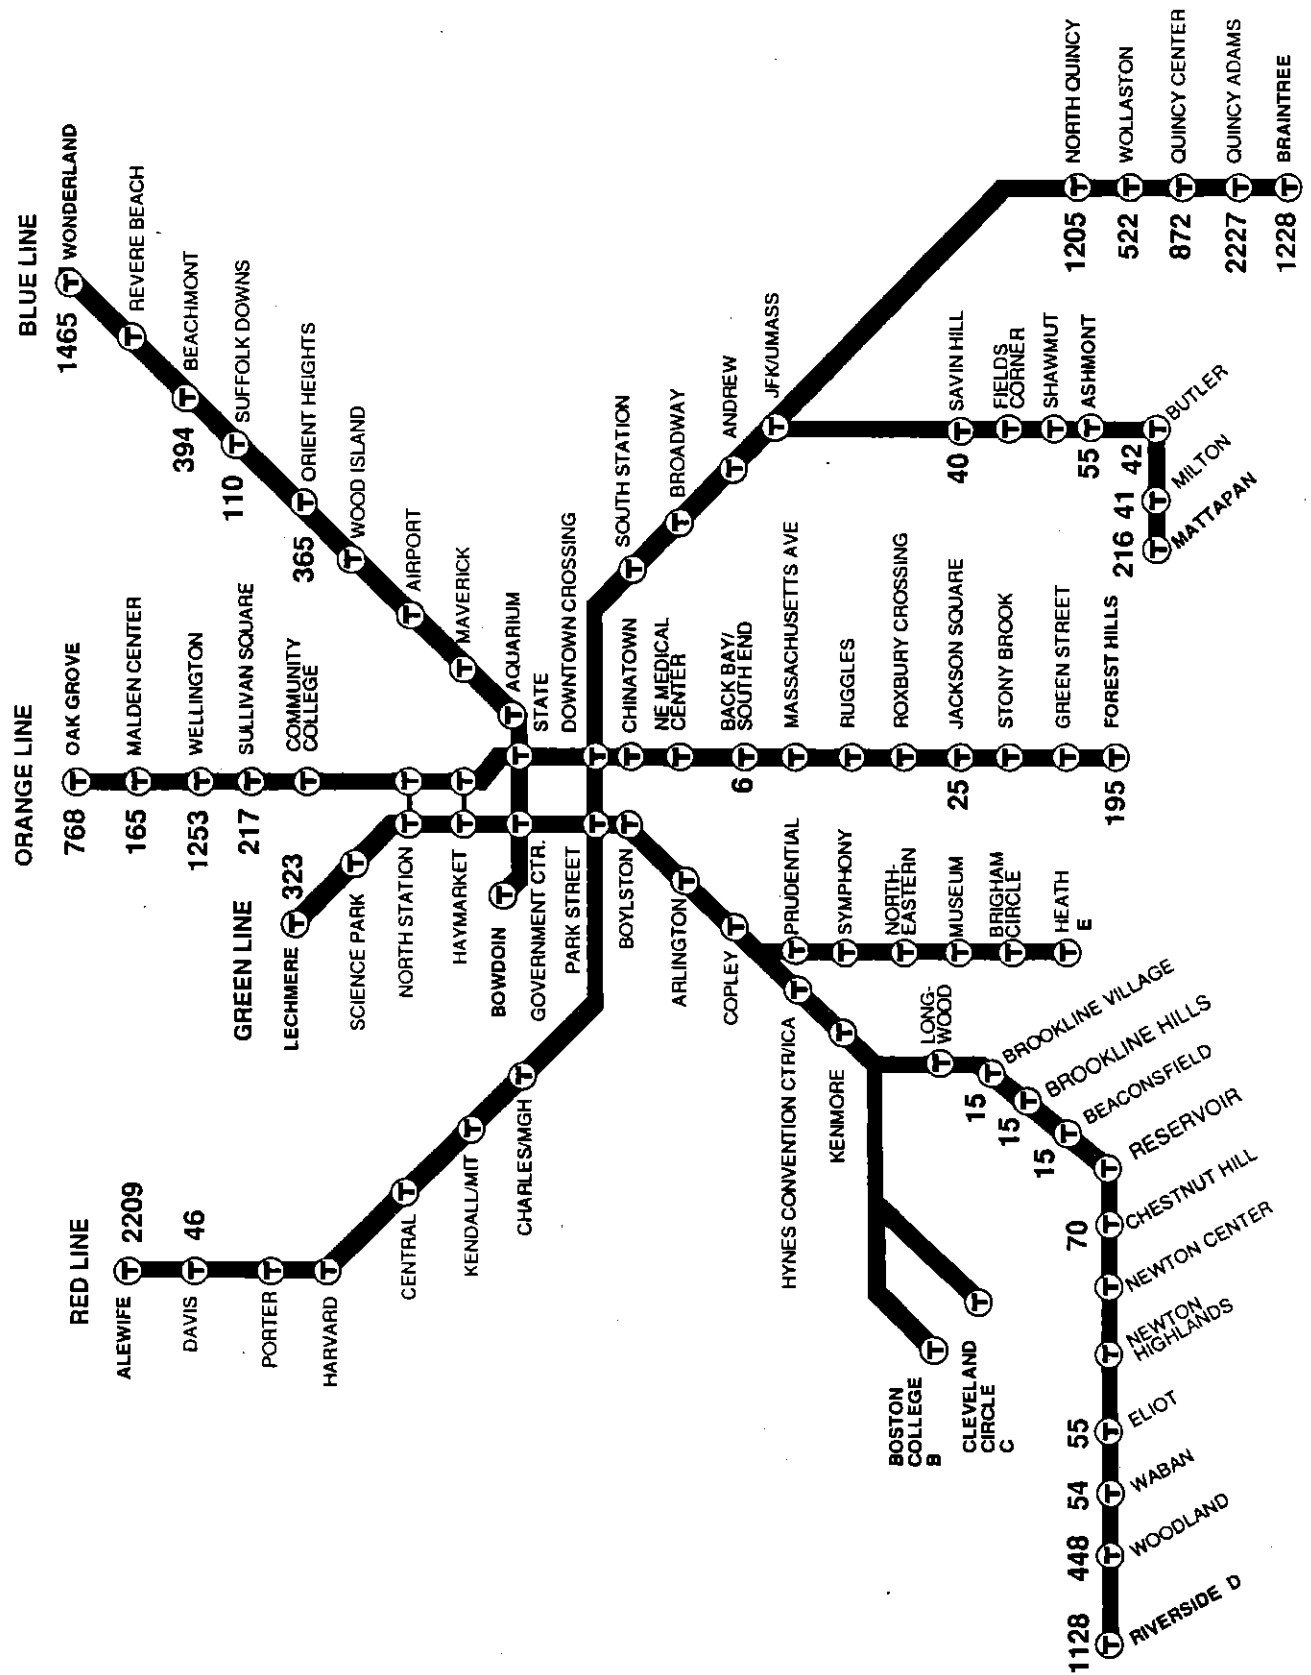 RED LINE
ALEWIFE
2209
DAVIS
46
PORTER
HARVARD
CENTRAL
KENDALL/MIT
CHARLES/MGH
PARK STREET
DOWNTOWN CROSSING
SOUTH STATION
BROADWAY
ANDREW
JFK/UMASS
NORTH QUINCY
1205
WOLLASTON
522
QUINCY CENTER
872
QUINCY ADAMS
2227
BRAINTREE
1228
SAVIN HILL
40
FIELDS
CORNER
SHAWMUT
ASHMONT
55
BUTLER
42
MILTON
41
MATTAPAN
216
GREEN LINE
LECHMERE
323
SCIENCE PARK
NORTH STATION
HAYMARKET
GOVERNMENT CTR.
BOYLSTON
ARLINGTON
COPLEY
PRUDENTIAL
SYMPHONY
NORTH-
EASTERN
MUSEUM
BRIGHAM
CIRCLE
HEATH
E
HYNES CONVENTION CTR/ICA
KENMORE
BOSTON
COLLEGE
B
CLEVELAND
CIRCLE
C
LONG-
WOOD
BROOKLINE VILLAGE
15
BROOKLINE HILLS
15
BEACONSFIELD
15
RESERVOIR
CHESTNUT HILL
70
NEWTON CENTER
NEWTON
HIGHLANDS
ELIOT
55
WABAN
54
WOODLAND
448
RIVERSIDE D
1128
ORANGE LINE
OAK GROVE
768
MALDEN CENTER
165
WELLINGTON
1253
SULLIVAN SQUARE
217
COMMUNITY
COLLEGE
STATE
CHINATOWN
NE MEDICAL
CENTER
BACK BAY/
SOUTH END
6
MASSACHUSETTS AVE
RUGGLES
ROXBURY CROSSING
JACKSON SQUARE
25
STONY BROOK
GREEN STREET
FOREST HILLS
195
BLUE LINE
WONDERLAND
1465
REVERE BEACH
BEACHMONT
394
SUFFOLK DOWNS
110
ORIENT HEIGHTS
365
WOOD ISLAND
AIRPORT
MAVERICK
AQUARIUM
BOWDOIN